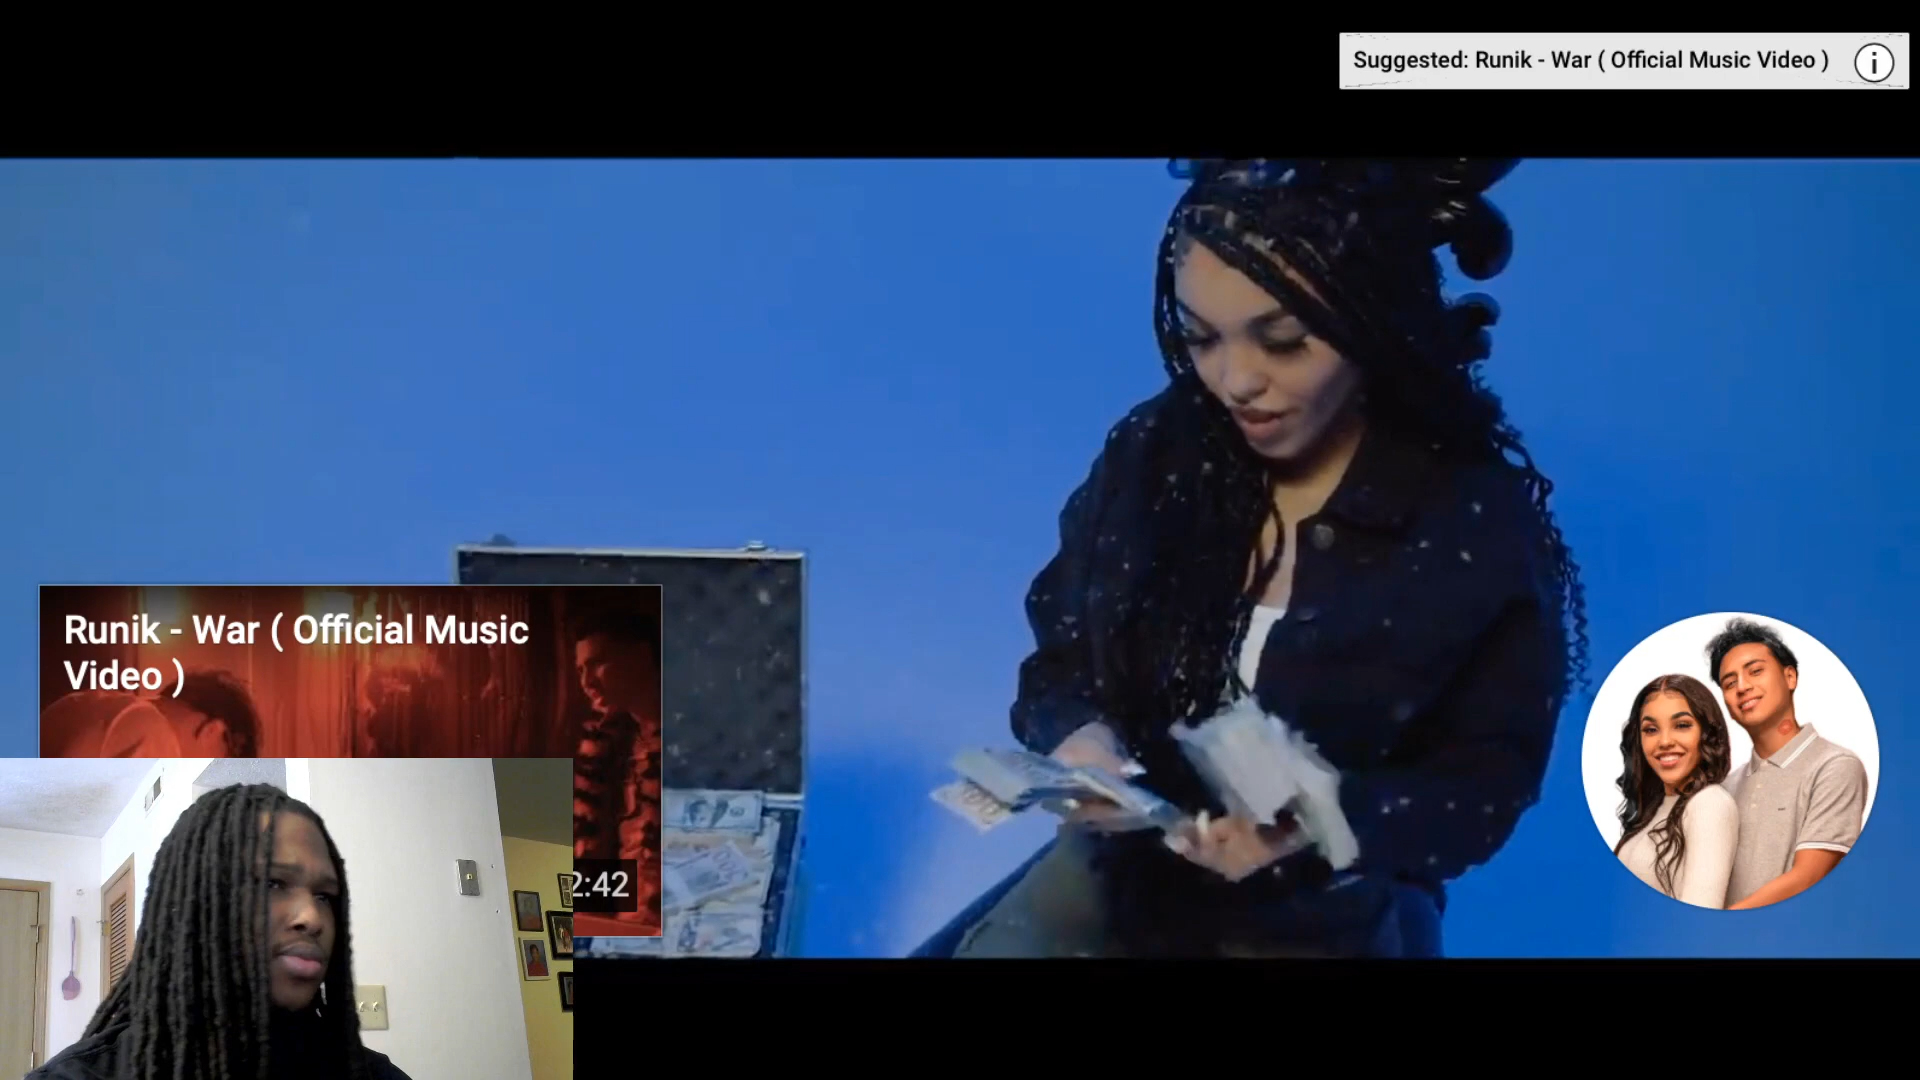 Suggested: Runik - War ( Official Music Video )
Runik - War ( Official Music
Video )
2:42